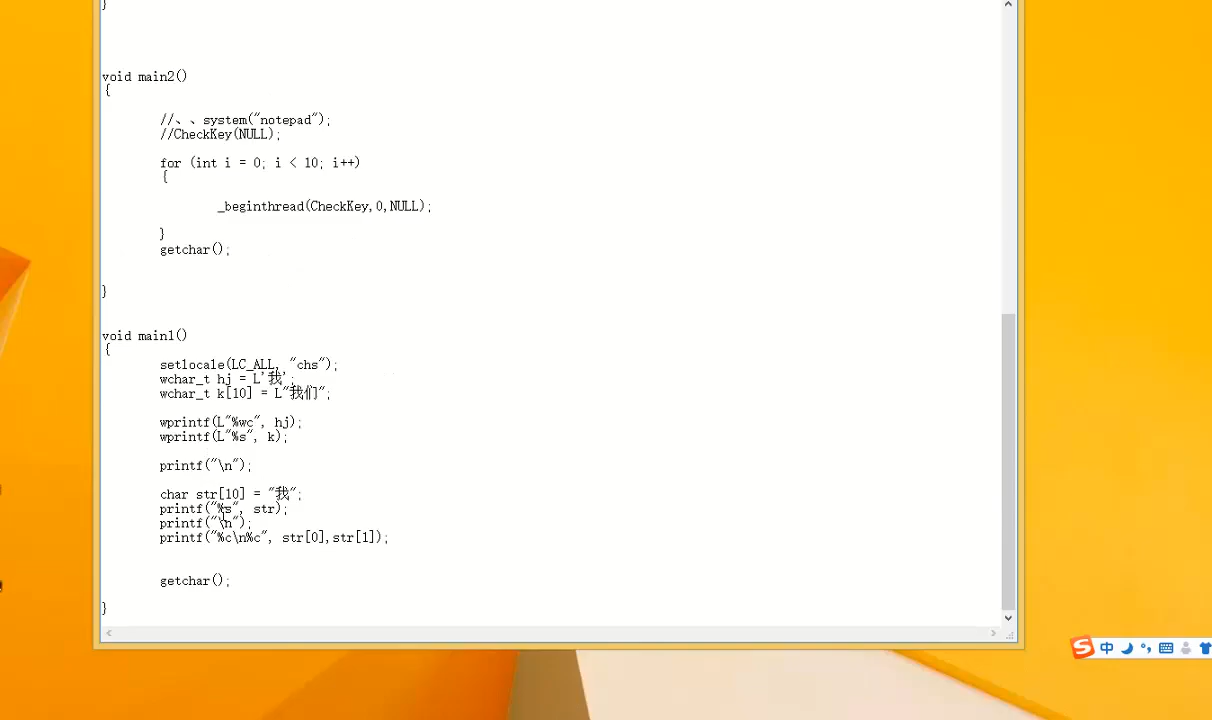 }
void main2()
{
//、、system("notepad");
//CheckKey(NULL);
for (int i = 0; i < 10; i++)
{
_beginthread(CheckKey,0,NULL);
}
getchar();
}
void main1()
{
setlocale(LC_ALL, "chs");
wchar_t hj = L'我';
wchar_t k[10] = L"我们";
wprintf(L"%wc", hj);
wprintf(L"%s", k);
printf("\n");
char str[10] = "我";
printf("%s", str);
printf("\n");
printf("%c\n%c", str[0],str[1]);
getchar();
}
S中